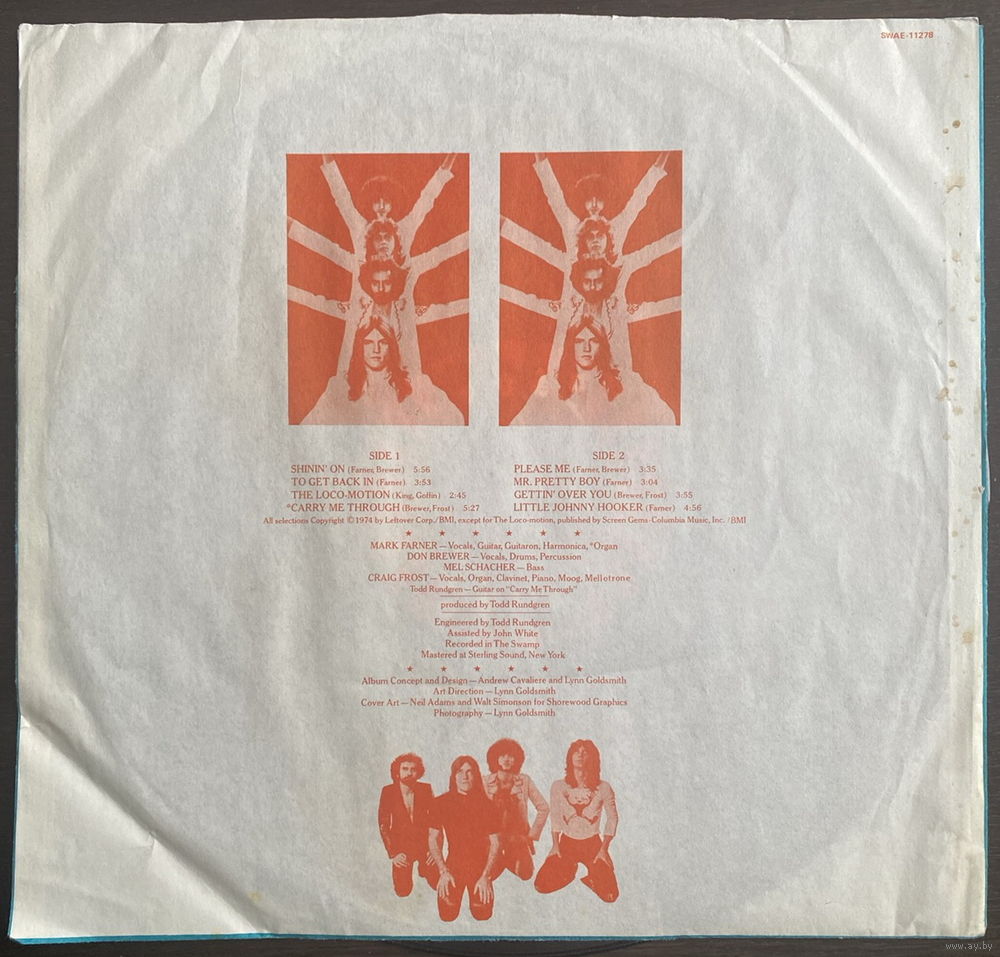 SWAE-11278
SIDE 1
SHININ' ON (Farner, Brewer) 5:56
TO GET BACK IN (Farner) 3:53
THE LOCO-MOTION (King, Goffin) 2:45
*CARRY ME THROUGH (Brewer, Frost) 5:27
SIDE 2
PLEASE ME (Farner, Brewer) 3:35
MR. PRETTY BOY (Farner) 3:04
GETTIN' OVER YOU (Brewer, Frost) 3:55
LITTLE JOHNNY HOOKER (Farner) 4:56
All selections Copyright ©1974 by Leftover Corp./BMI, except for The Loco-motion, published by Screen Gems-Columbia Music, Inc. /BMI
★ ★ ★ ★ ★ ★
MARK FARNER — Vocals, Guitar, Guitaron, Harmonica, *Organ
DON BREWER — Vocals, Drums, Percussion
MEL SCHACHER — Bass
CRAIG FROST — Vocals, Organ, Clavinet, Piano, Moog, Mellotrone
Todd Rundgren — Guitar on "Carry Me Through"
produced by Todd Rundgren
Engineered by Todd Rundgren
Assisted by John White
Recorded in The Swamp
Mastered at Sterling Sound, New York
★ ★ ★ ★ ★ ★
Album Concept and Design — Andrew Cavaliere and Lynn Goldsmith
Art Direction — Lynn Goldsmith
Cover Art — Neil Adams and Walt Simonson for Shorewood Graphics
Photography — Lynn Goldsmith
www.ay.by